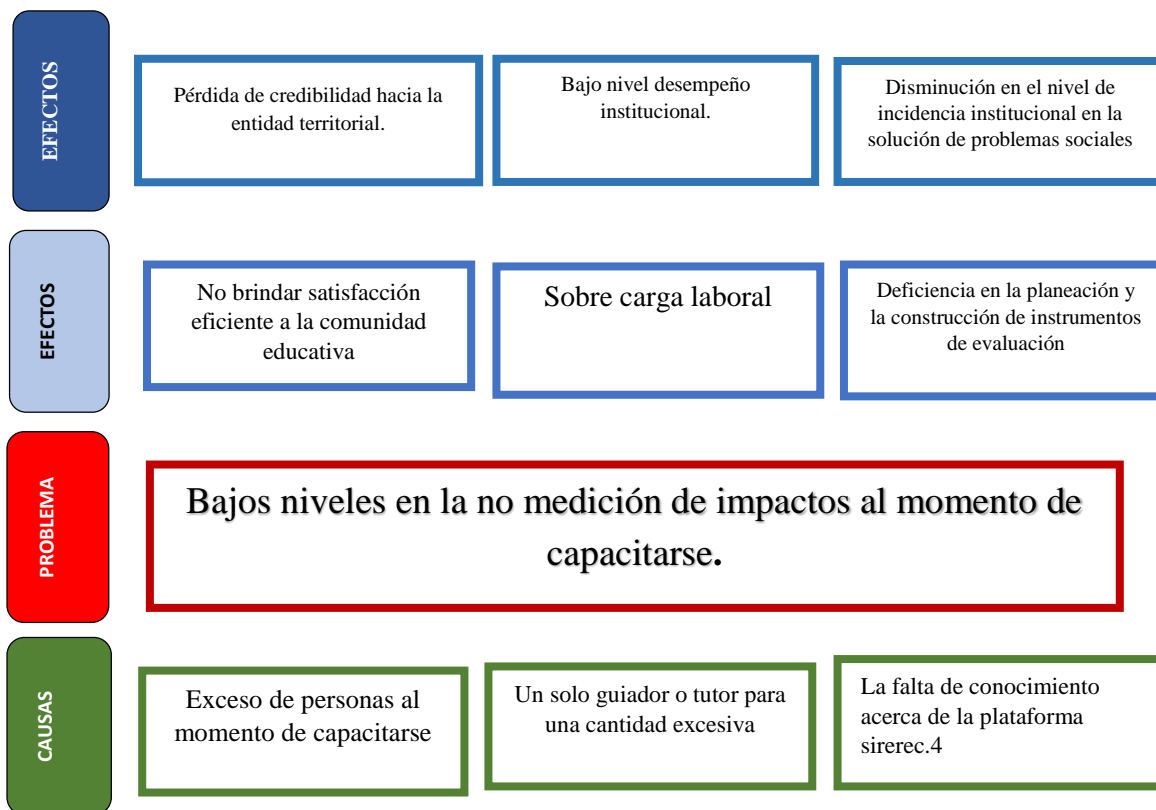 EFECTOS
Pérdida de credibilidad hacia la
entidad territorial.
Bajo nivel desempeño
institucional.
Disminución en el nivel de
incidencia institucional en la
solución de problemas sociales
EFECTOS
No brindar satisfacción
eficiente a la comunidad
educativa
Sobre carga laboral
Deficiencia en la planeación y
la construcción de instrumentos
de evaluación
PROBLEMA
Bajos niveles en la no medición de impactos al momento de
capacitarse.
CAUSAS
Exceso de personas al
momento de capacitarse
Un solo guiador o tutor para
una cantidad excesiva
La falta de conocimiento
acerca de la plataforma
sirerec.4